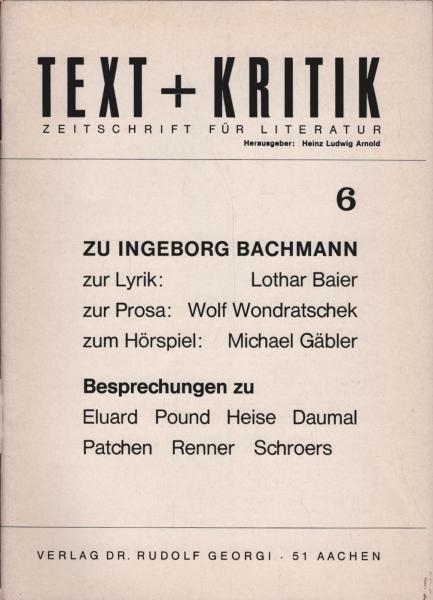 TEXT + KRITIK
ZEITSCHRIFT FÜR LITERATUR
Herausgeber: Heinz Ludwig Arnold
6
ZU INGEBORG BACHMANN
zur Lyrik: Lothar Baier
zur Prosa: Wolf Wondratschek
zum Hörspiel: Michael Gäbler
Besprechungen zu
Eluard Pound Heise Daumal
Patchen Renner Schroers
VERLAG DR. RUDOLF GEORGI · 51 AACHEN